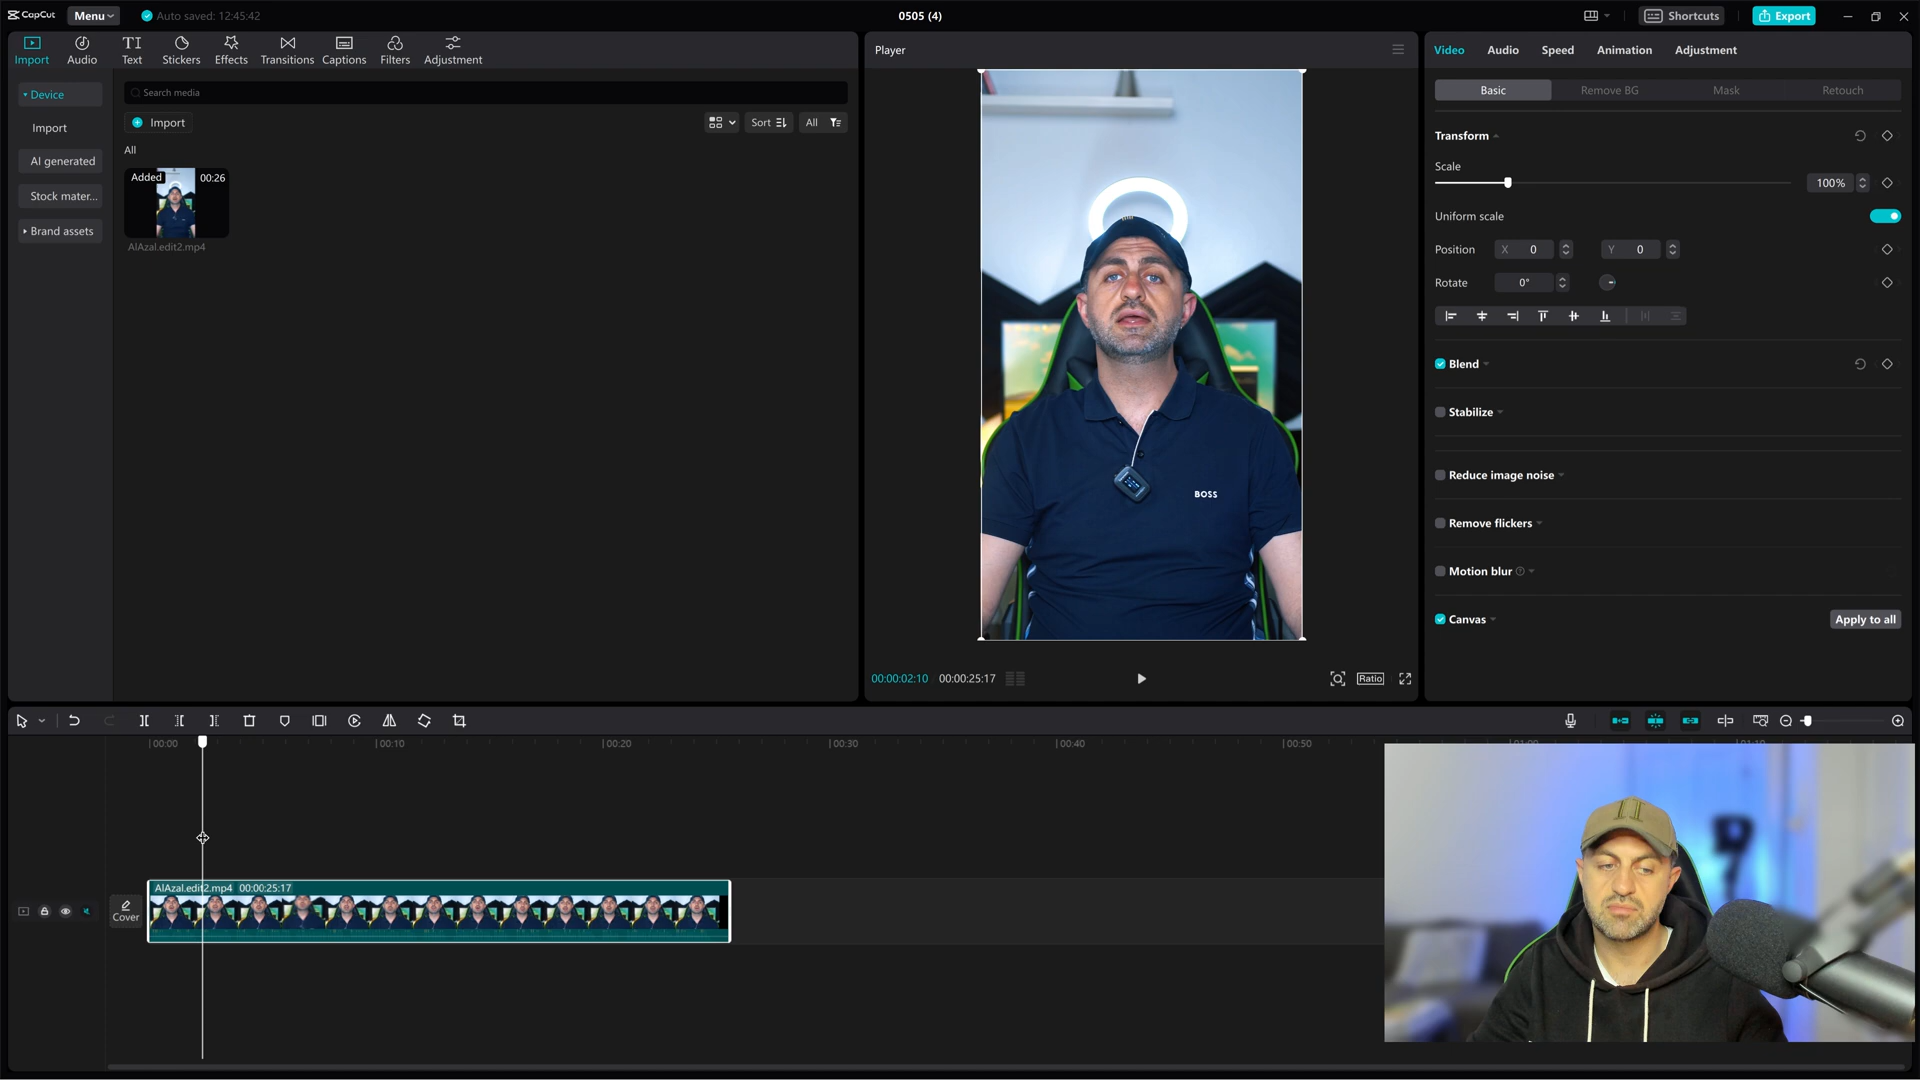 CapCut
Menu
Auto saved: 12:45:42
0505 (4)
Shortcuts
Export
Import
Audio
Text
Stickers
Effects
Transitions
Captions
Filters
Adjustment
Device
Import
AI generated
Stock mater...
Brand assets
Search media
Import
Sort
All
All
Added
00:26
AlAzal.edit2.mp4
Player
BOSS
00:00:02:10
00:00:25:17
Ratio
Video
Audio
Speed
Animation
Adjustment
Basic
Remove BG
Mask
Retouch
Transform
Scale
100%
Uniform scale
Position
X 0
Y 0
Rotate
0°
Blend
Stabilize
Reduce image noise
Remove flickers
Motion blur
Canvas
Apply to all
00:00
00:10
00:20
00:30
00:40
00:50
01:00
01:10
Cover
AlAzal.edit2.mp4 00:00:25:17